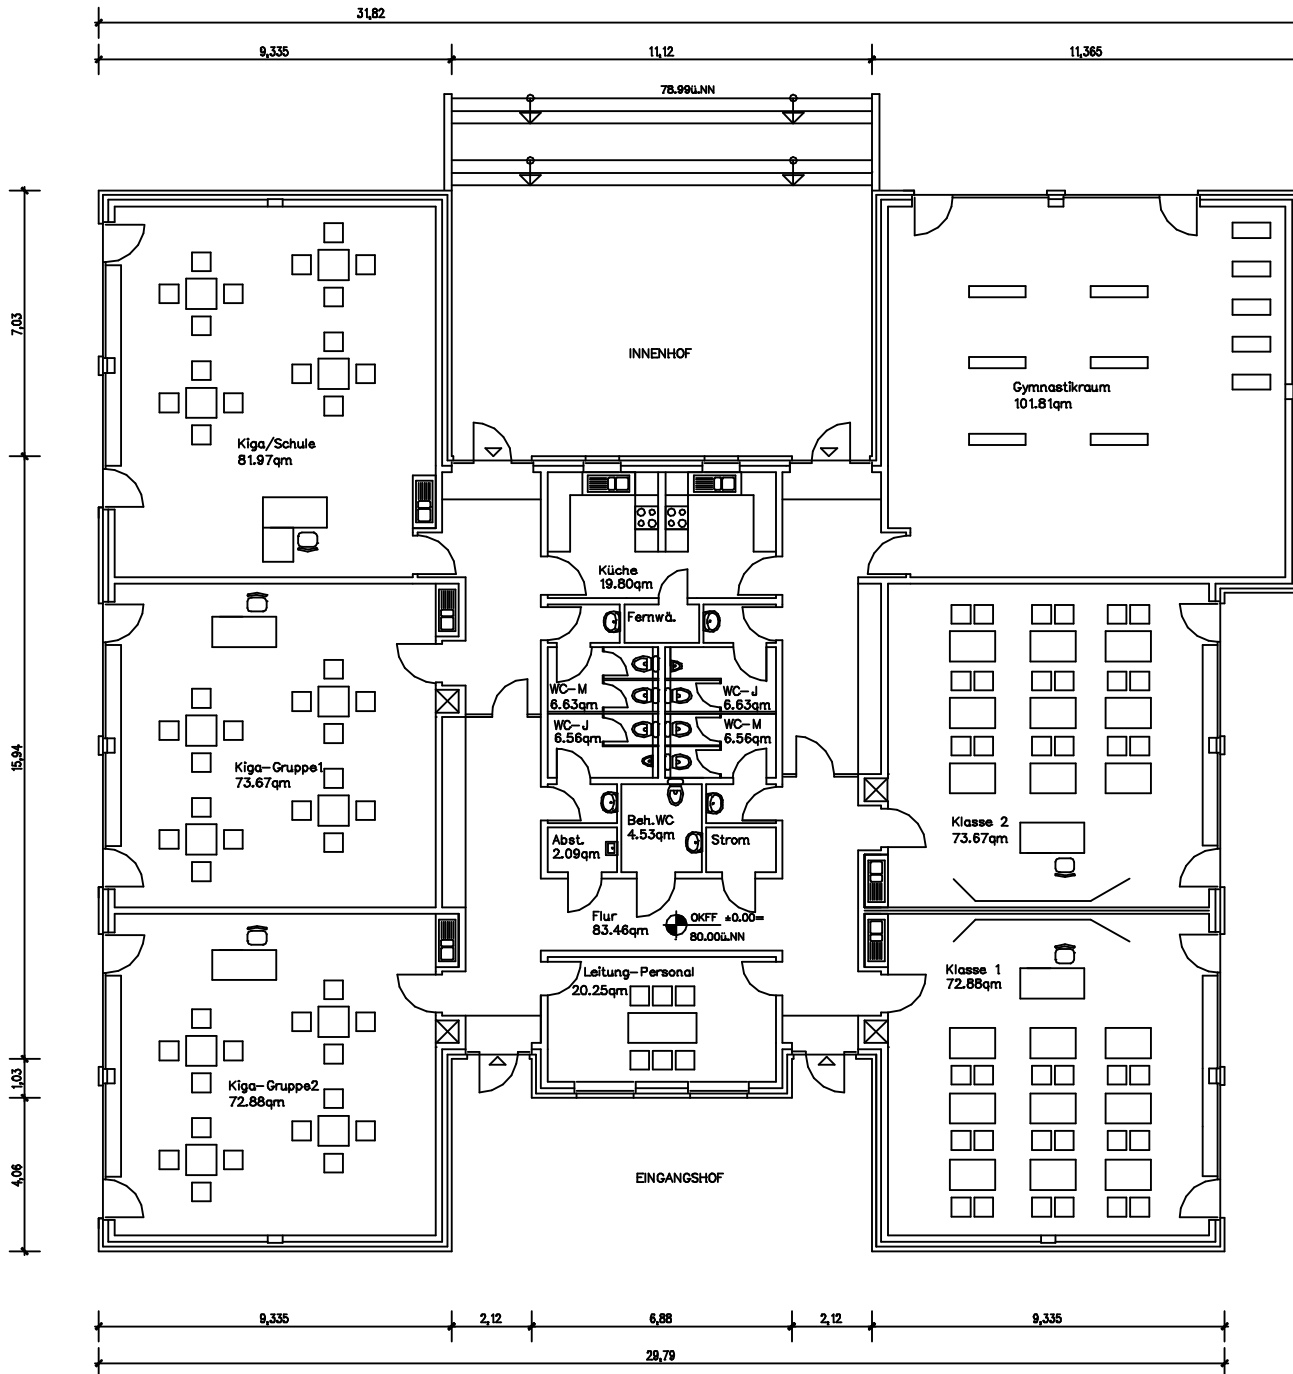 31,82
9,335
11,12
11,365
78.99ü.NN
7,03
INNENHOF
Gymnastikraum
101.81qm
Kiga/Schule
81.97qm
Küche
19.80qm
Fernwä.
WC-M
6.63qm
WC-J
6.63qm
WC-J
6.56qm
WC-M
6.56qm
15,94
Kiga-Gruppe1
73.67qm
Beh.WC
4.53qm
Abst.
2.09qm
Strom
Klasse 2
73.67qm
Flur
83.46qm
OKFF ±0.00=
80.00ü.NN
Leitung-Personal
20.25qm
Klasse 1
72.88qm
1,03
Kiga-Gruppe2
72.88qm
4,06
EINGANGSHOF
9,335
2,12
6,88
2,12
9,335
29,79